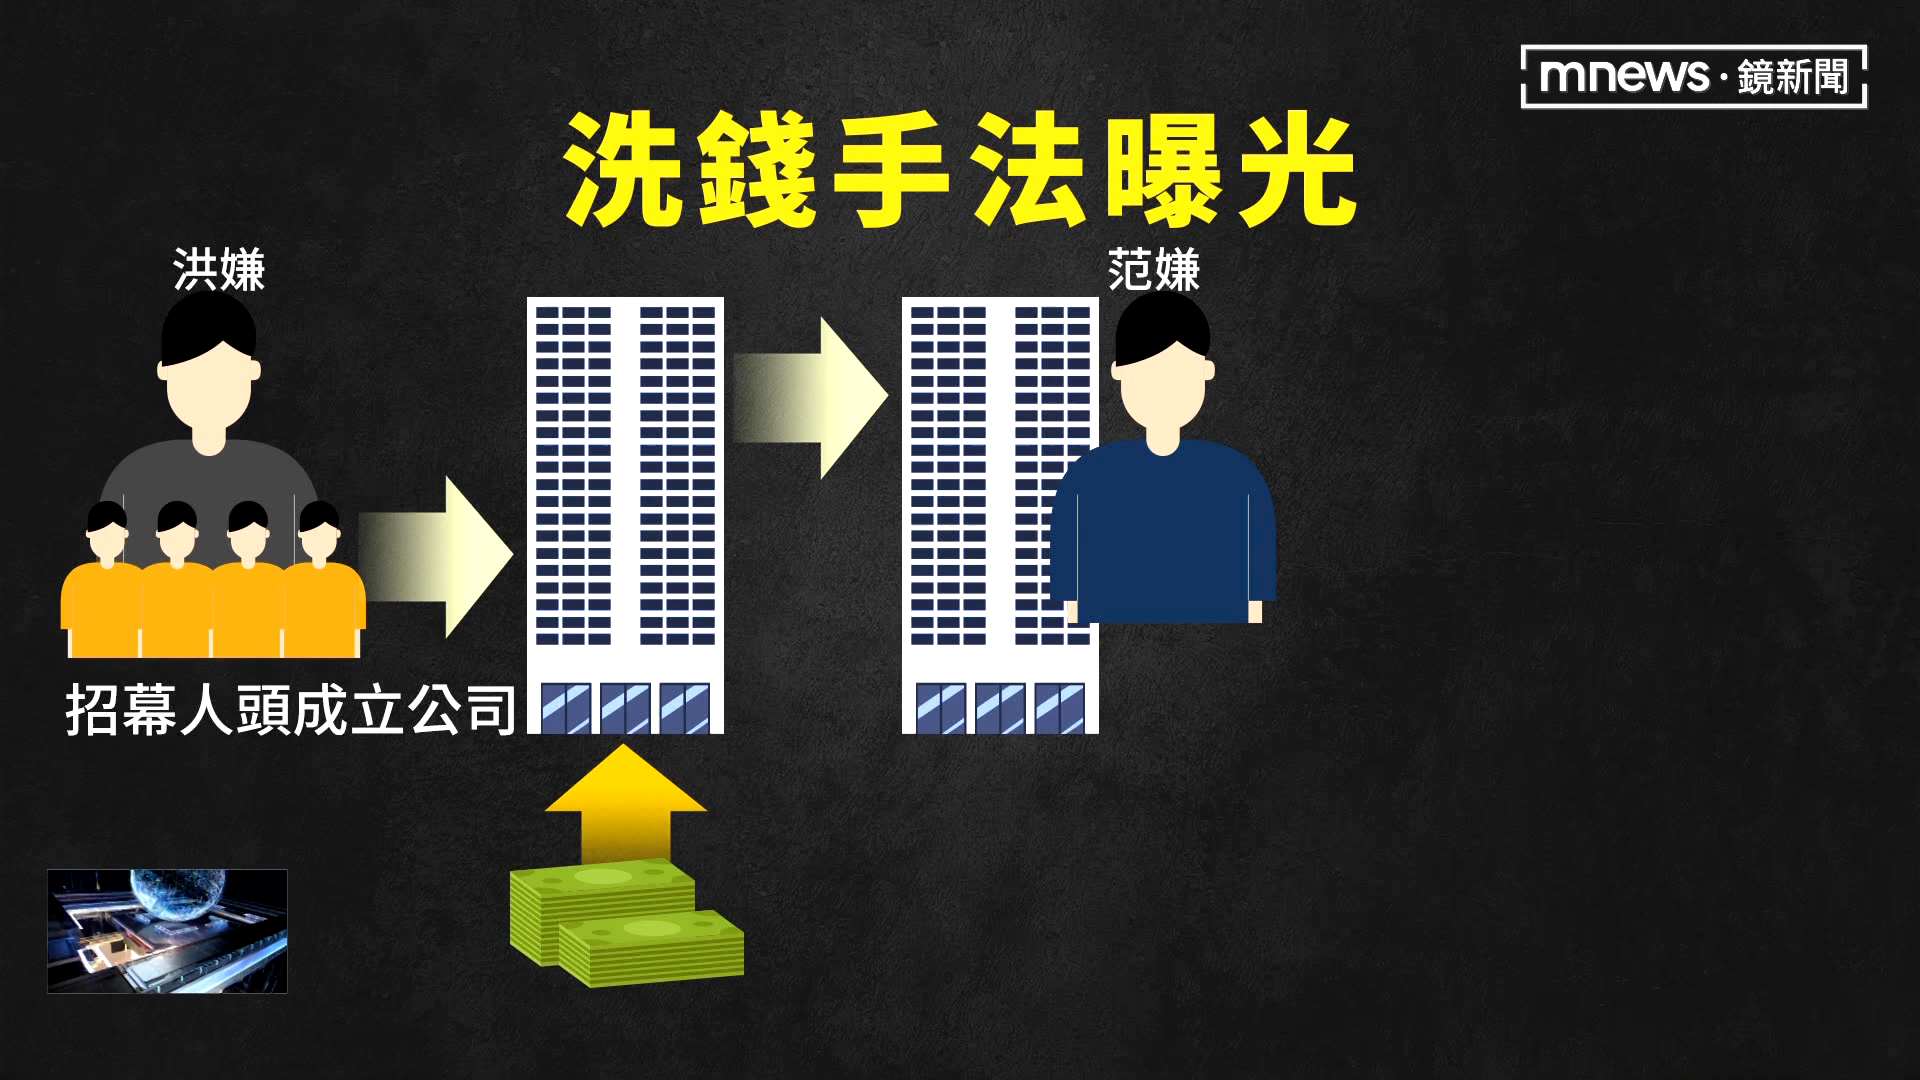 mnews·鏡新聞
洗錢手法曝光
洪嫌
范嫌
招幕人頭成立公司